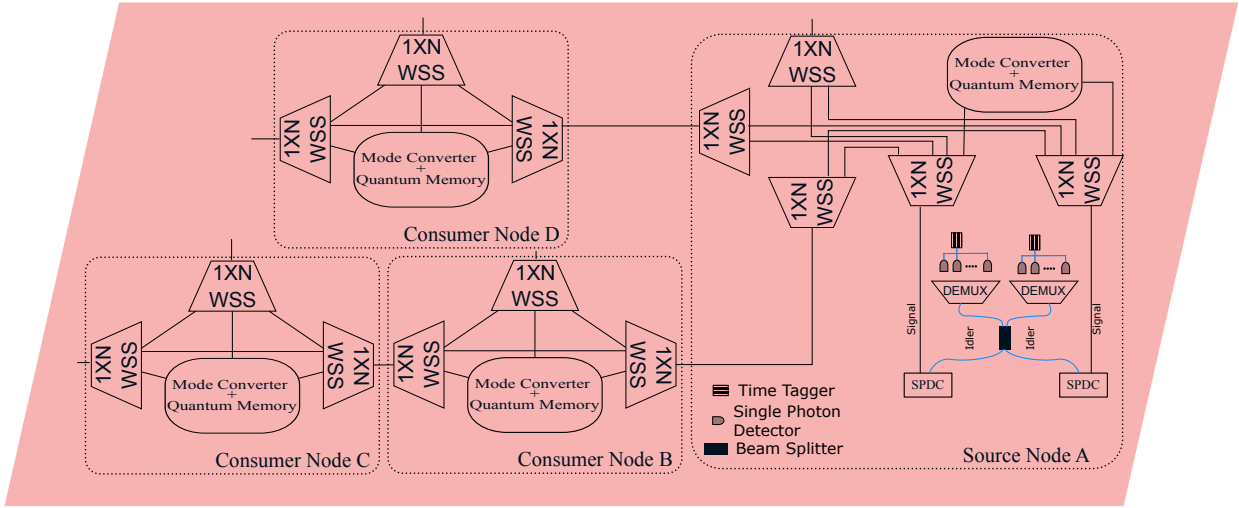 1XN
WSS
1XN
WSS
1XN
WSS
Mode Converter
+
Quantum Memory
Consumer Node D
1XN
WSS
1XN
WSS
1XN
WSS
Mode Converter
+
Quantum Memory
1XN
WSS
1XN
WSS
DEMUX
DEMUX
Signal
Idler
Idler
Signal
SPDC
SPDC
Time Tagger
Single Photon
Detector
Beam Splitter
Source Node A
1XN
WSS
1XN
WSS
1XN
WSS
Mode Converter
+
Quantum Memory
Consumer Node C
1XN
WSS
1XN
WSS
1XN
WSS
Mode Converter
+
Quantum Memory
Consumer Node B